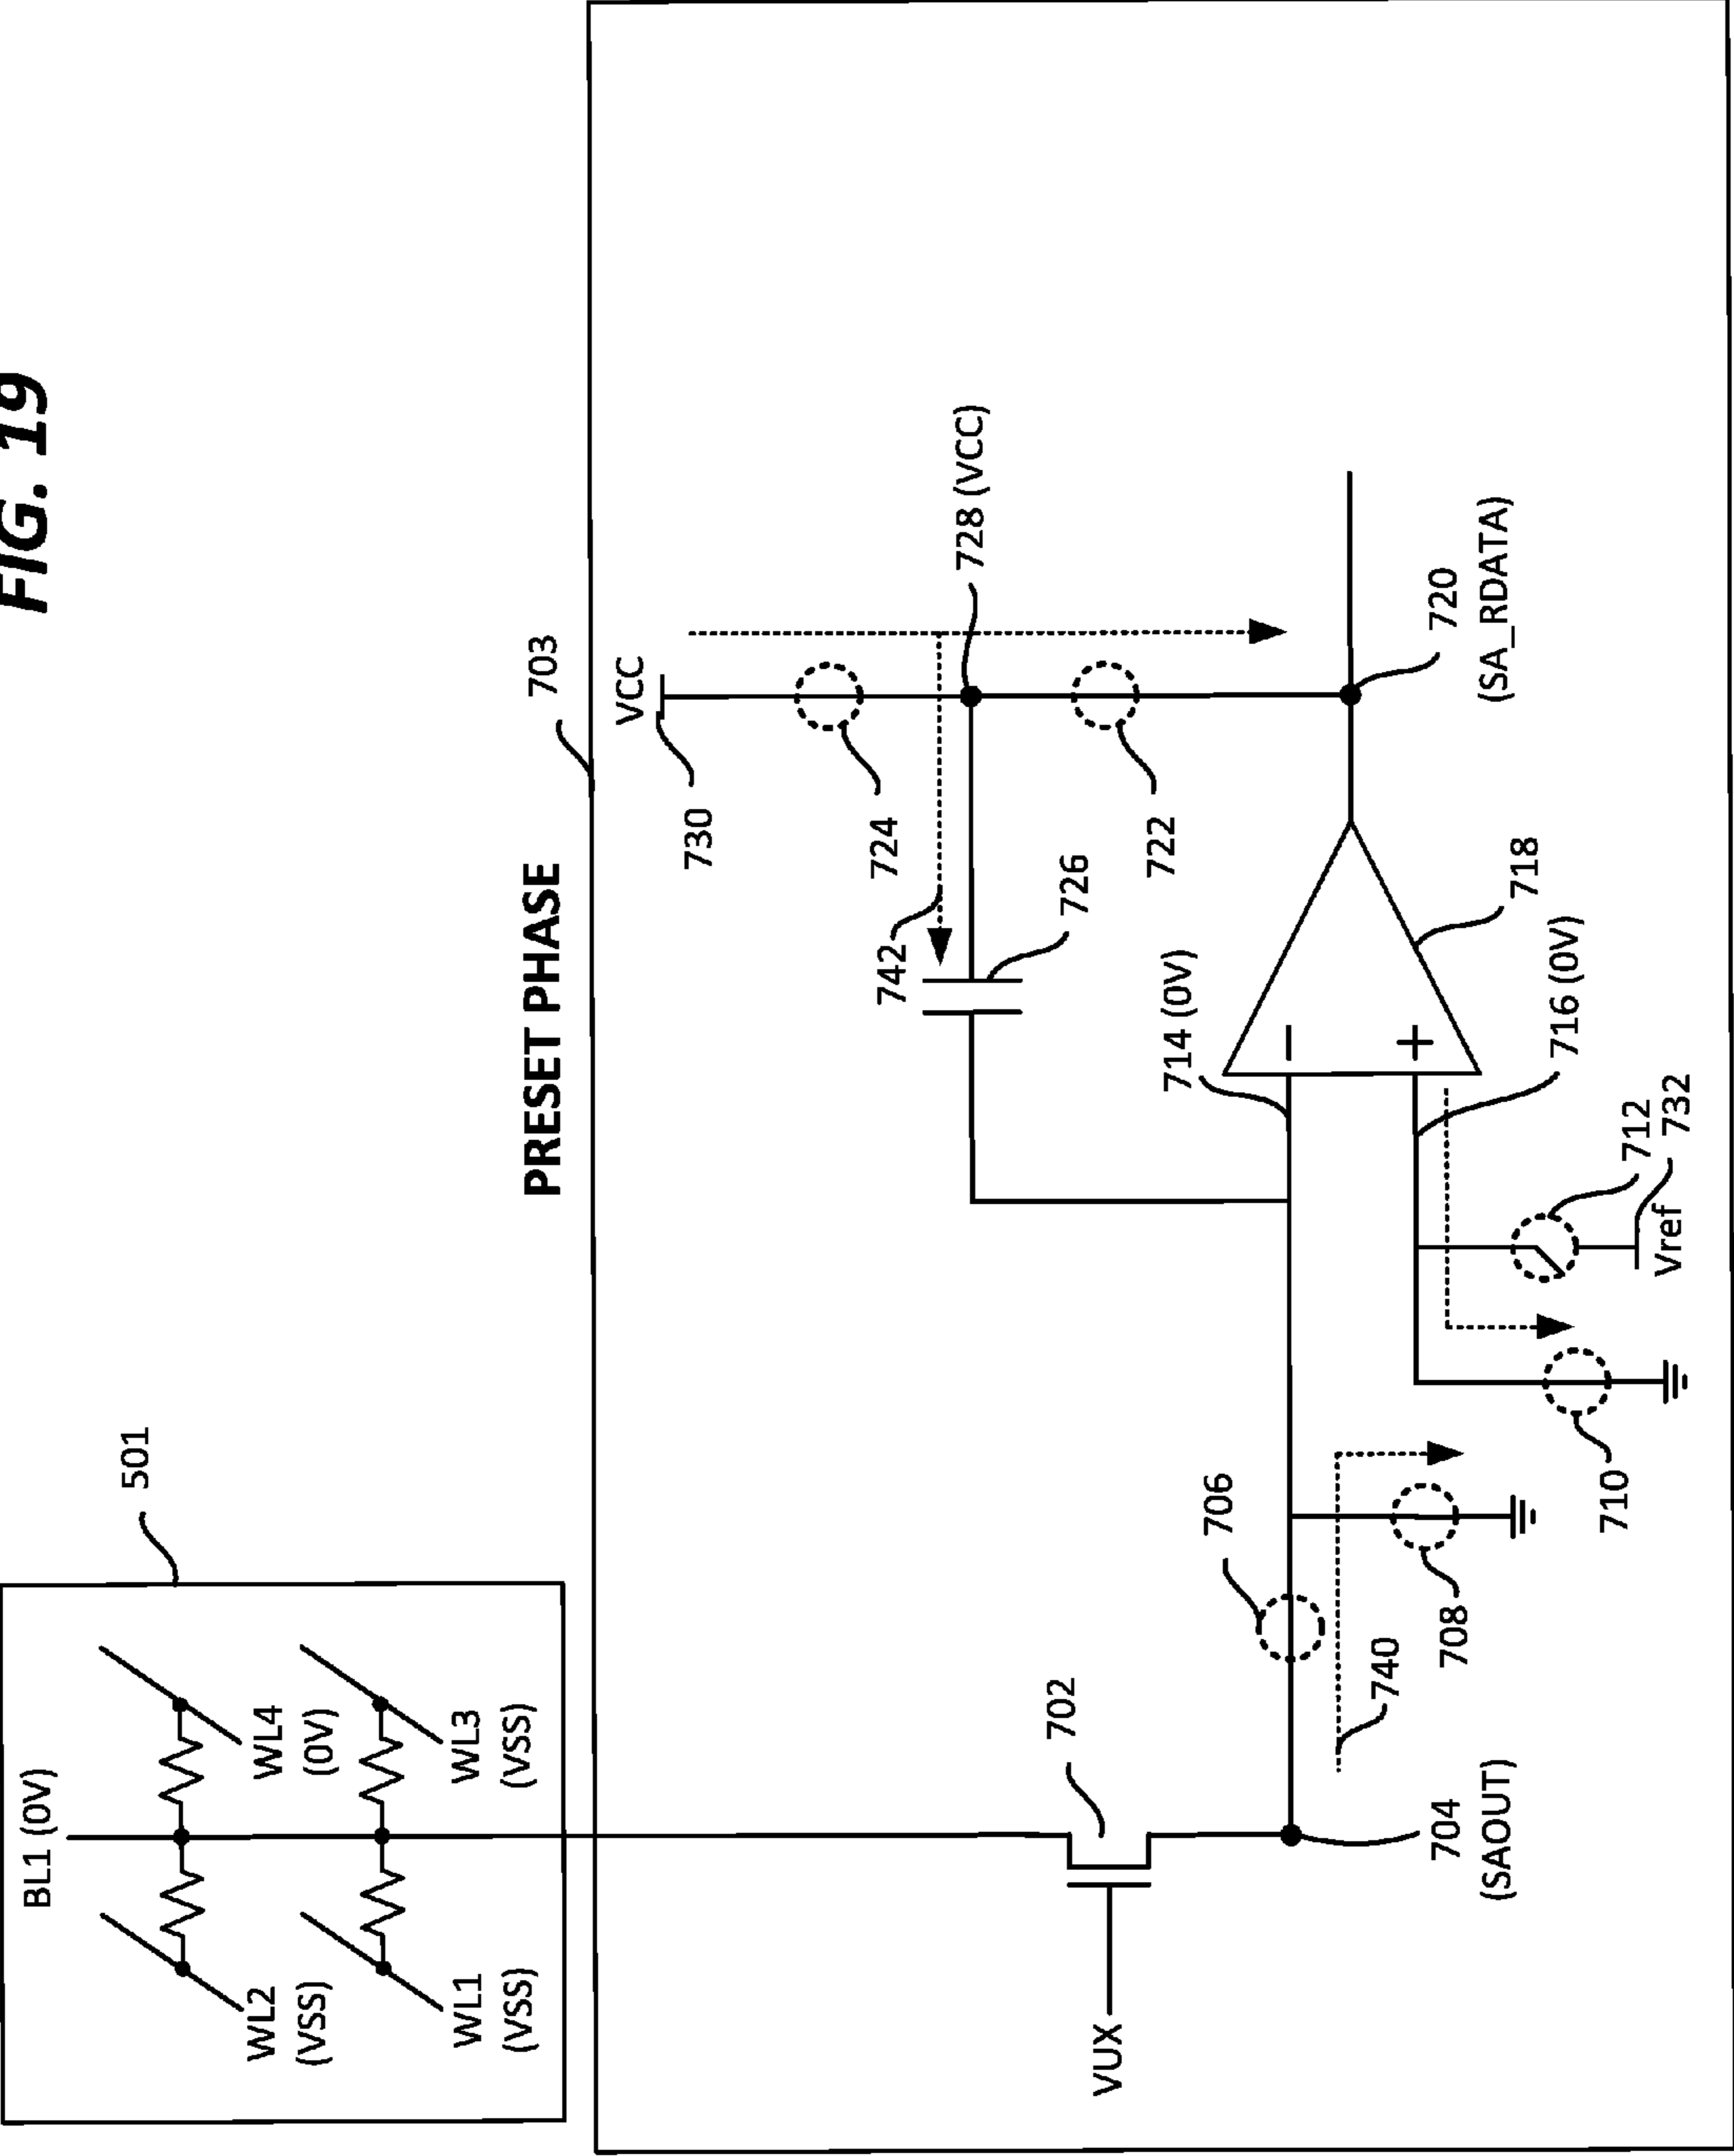 FIG. 19
PRESET PHASE
BL1 (0V)
501
WL2
(VSS)
WL4
(0V)
WL1
(VSS)
WL3
(VSS)
703
VCC
730
724
742
728 (VCC)
726
722
VUX
702
706
714 (0V)
−
+
718
720
(SA_RDATA)
716 (0V)
740
704
(SAOUT)
708
710
712
732
Vref